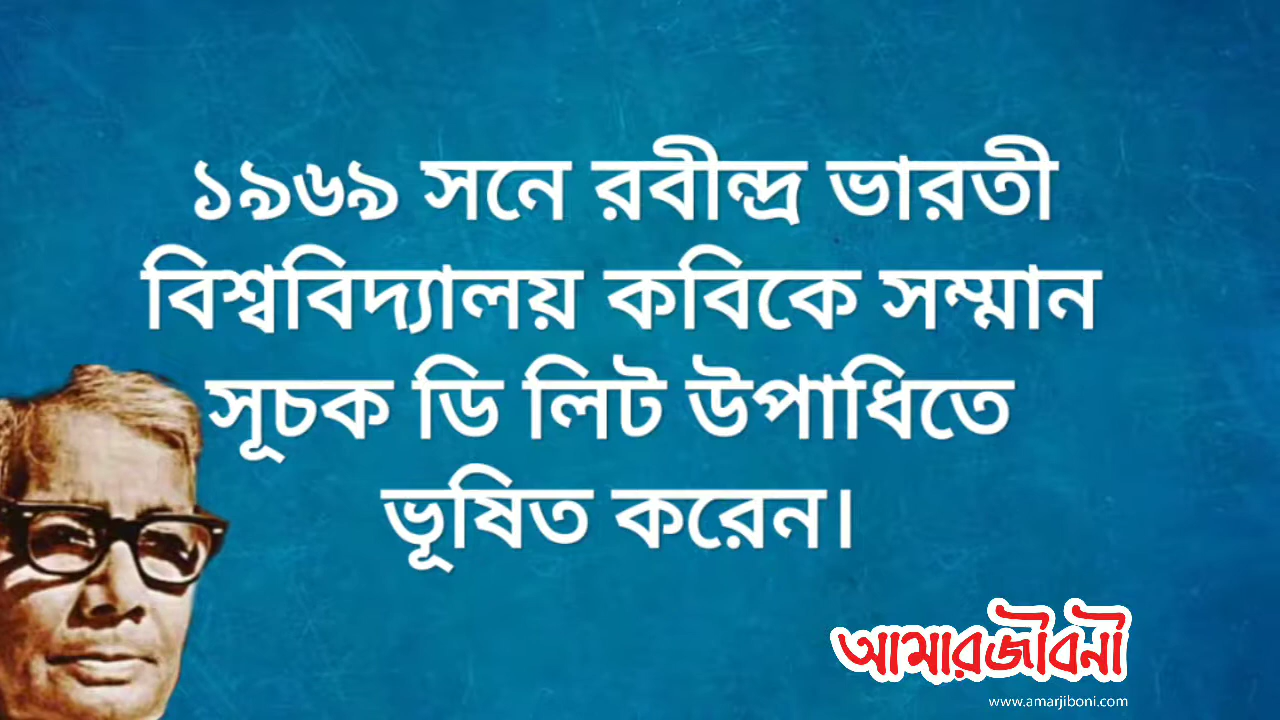 ১৯৬৯ সনে রবীন্দ্র ভারতী
বিশ্ববিদ্যালয় কবিকে সম্মান
সূচক ডি লিট উপাধিতে
ভূষিত করেন।
আমারজীবনী
www.amarjiboni.com